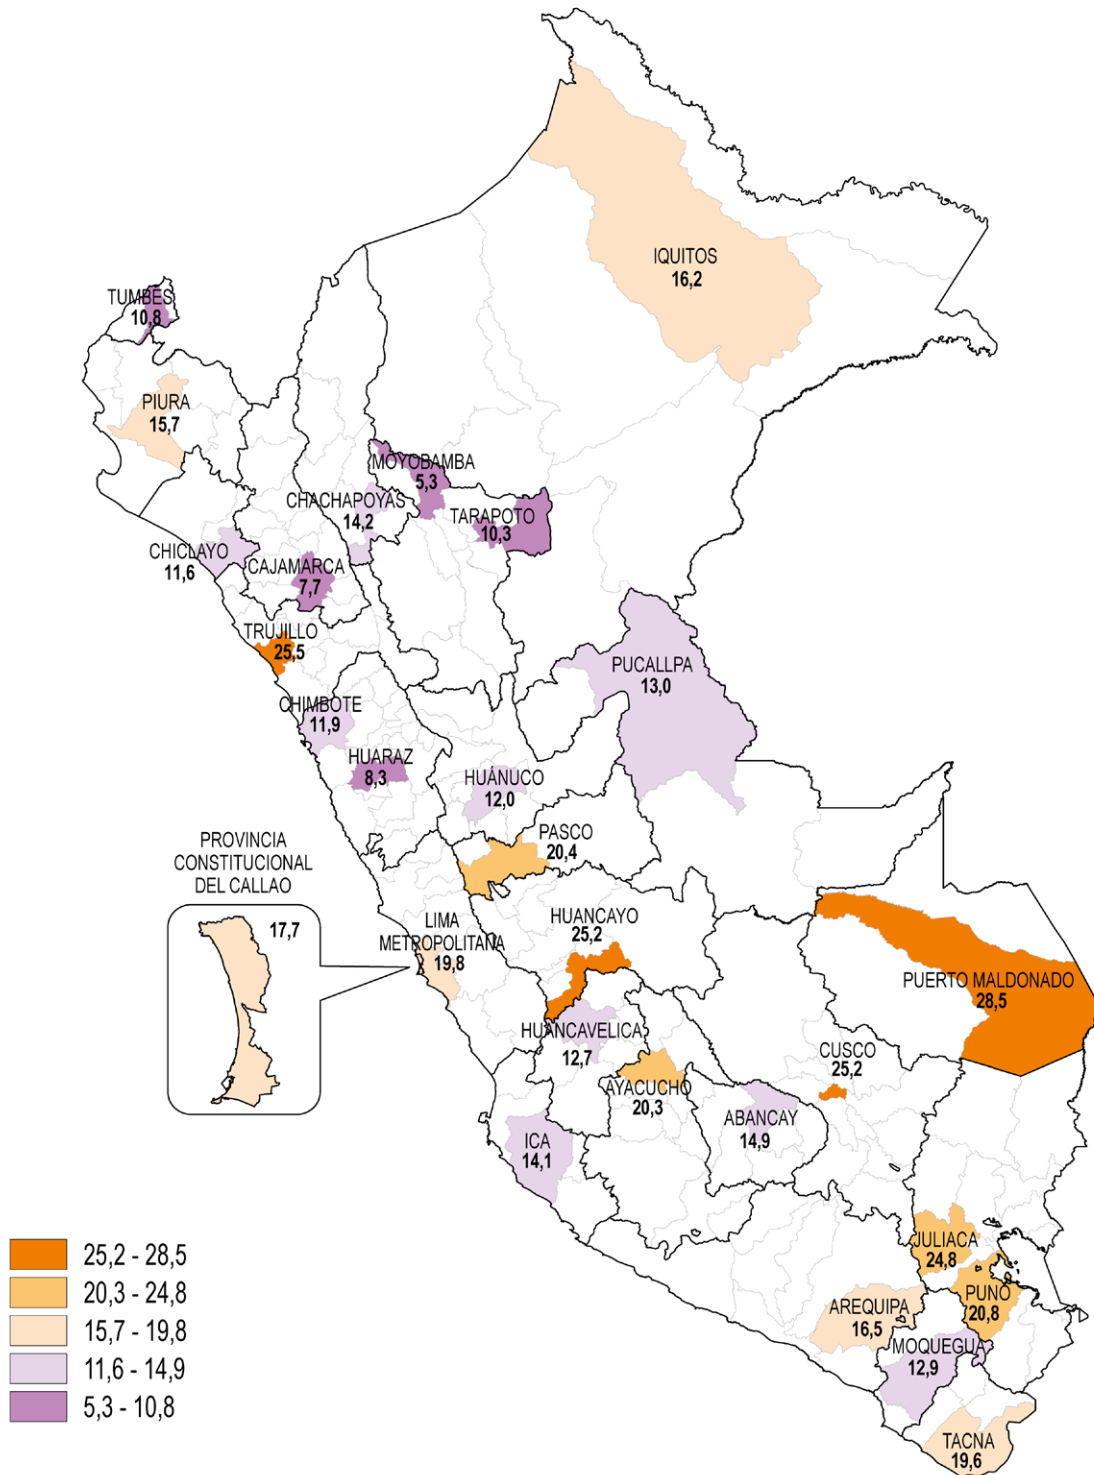 IQUITOS
16,2
TUMBES
10,8
PIURA
15,7
MOYOBAMBA
5,3
CHACHAPOYAS
14,2
TARAPOTO
10,3
CHICLAYO
11,6
CAJAMARCA
7,7
TRUJILLO
25,5
PUCALLPA
13,0
CHIMBOTE
11,9
HUARAZ
8,3
HUÁNUCO
12,0
PASCO
20,4
PROVINCIA
CONSTITUCIONAL
DEL CALLAO
17,7
LIMA
METROPOLITANA
19,8
HUANCAYO
25,2
PUERTO MALDONADO
28,5
HUANCAVELICA
12,7
CUSCO
25,2
AYACUCHO
20,3
ABANCAY
14,9
ICA
14,1
JULIACA
24,8
PUNO
20,8
AREQUIPA
16,5
MOQUEGUA
12,9
TACNA
19,6
25,2 - 28,5
20,3 - 24,8
15,7 - 19,8
11,6 - 14,9
5,3 - 10,8